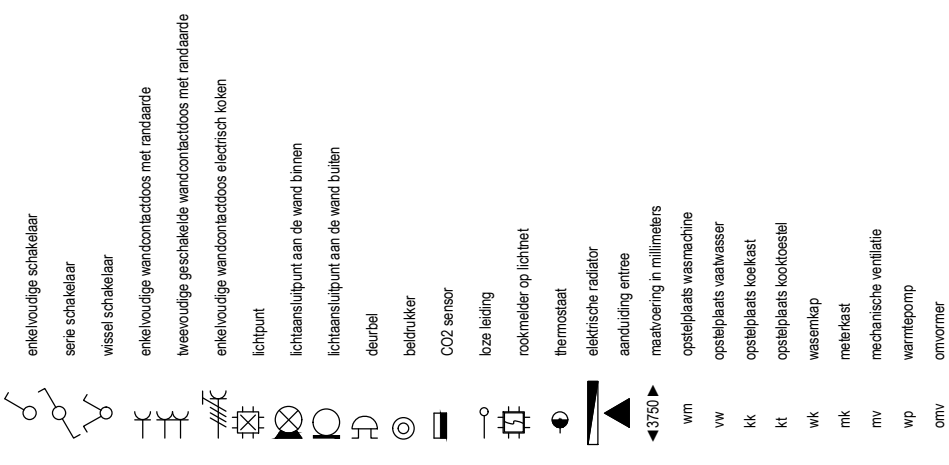 enkelvoudige schakelaar
serie schakelaar
wissel schakelaar
enkelvoudige wandcontactdoos met randaarde
tweevoudige geschakelde wandcontactdoos met randaarde
enkelvoudige wandcontactdoos electrisch koken
lichtpunt
lichtaansluitpunt aan de wand binnen
lichtaansluitpunt aan de wand buiten
deurbel
beldrukker
CO2 sensor
loze leiding
rookmelder op lichtnet
thermostaat
elektrische radiator
aanduiding entree
◄3750► maatvoering in millimeters
wm opstelplaats wasmachine
vw opstelplaats vaatwasser
kk opstelplaats koelkast
kt opstelplaats kooktoestel
wk wasemkap
mk meterkast
mv mechanische ventilatie
wp warmtepomp
omv omvormer